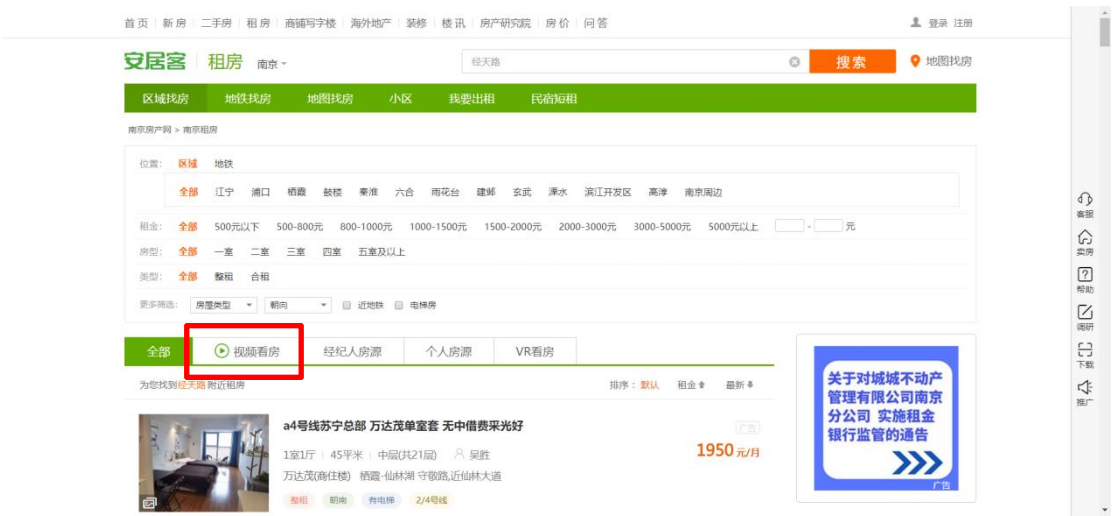 首页 新房 二手房 租房 商铺写字楼 海外地产 装修 楼讯 房产研究院 房价 问答 登录 注册
安居客 租房 南京 经天路 搜索 地图找房
区域找房 地铁找房 地图找房 小区 我要出租 民宿短租
南京房产网 > 南京租房
位置: 区域 地铁
全部 江宁 浦口 栖霞 鼓楼 秦淮 六合 雨花台 建邺 玄武 溧水 滨江开发区 高淳 南京周边
租金: 全部 500元以下 500-800元 800-1000元 1000-1500元 1500-2000元 2000-3000元 3000-5000元 5000元以上 - 元
房型: 全部 一室 二室 三室 四室 五室及以上
类型: 全部 整租 合租
更多筛选: 房屋类型 朝向 近地铁 电梯房
全部 视频看房 经纪人房源 个人房源 VR看房
为您找到经天路附近租房 排序: 默认 租金 最新
a4号线苏宁总部 万达茂单室套 无中借费采光好 广告
1室1厅 45平米 中层(共21层) 吴胜 1950 元/月
万达茂(商住楼) 栖霞-仙林湖 守敬路,近仙林大道
整租 朝南 有电梯 2/4号线
关于对城城不动产
管理有限公司南京
分公司 实施租金
银行监管的通告
广告
客服
卖房
帮助
调研
下载
推广